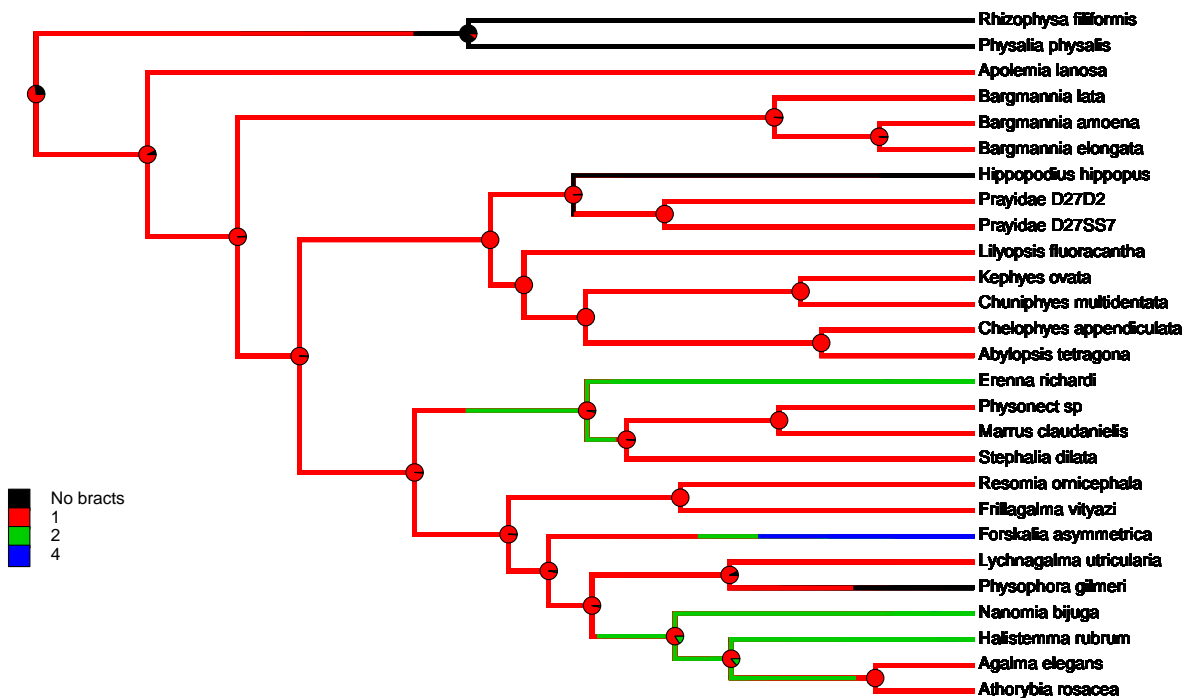 Rhizophysa filiformis
Physalia physalis
Apolemia lanosa
Bargmannia lata
Bargmannia amoena
Bargmannia elongata
Hippopodius hippopus
Prayidae D27D2
Prayidae D27SS7
Lilyopsis fluoracantha
Kephyes ovata
Chuniphyes multidentata
Chelophyes appendiculata
Abylopsis tetragona
Erenna richardi
Physonect sp
Marrus claudanielis
Stephalia dilata
Resomia ornicephala
Frillagalma vityazi
Forskalia asymmetrica
Lychnagalma utricularia
Physophora gilmeri
Nanomia bijuga
Halistemma rubrum
Agalma elegans
Athorybia rosacea
No bracts
1
2
4